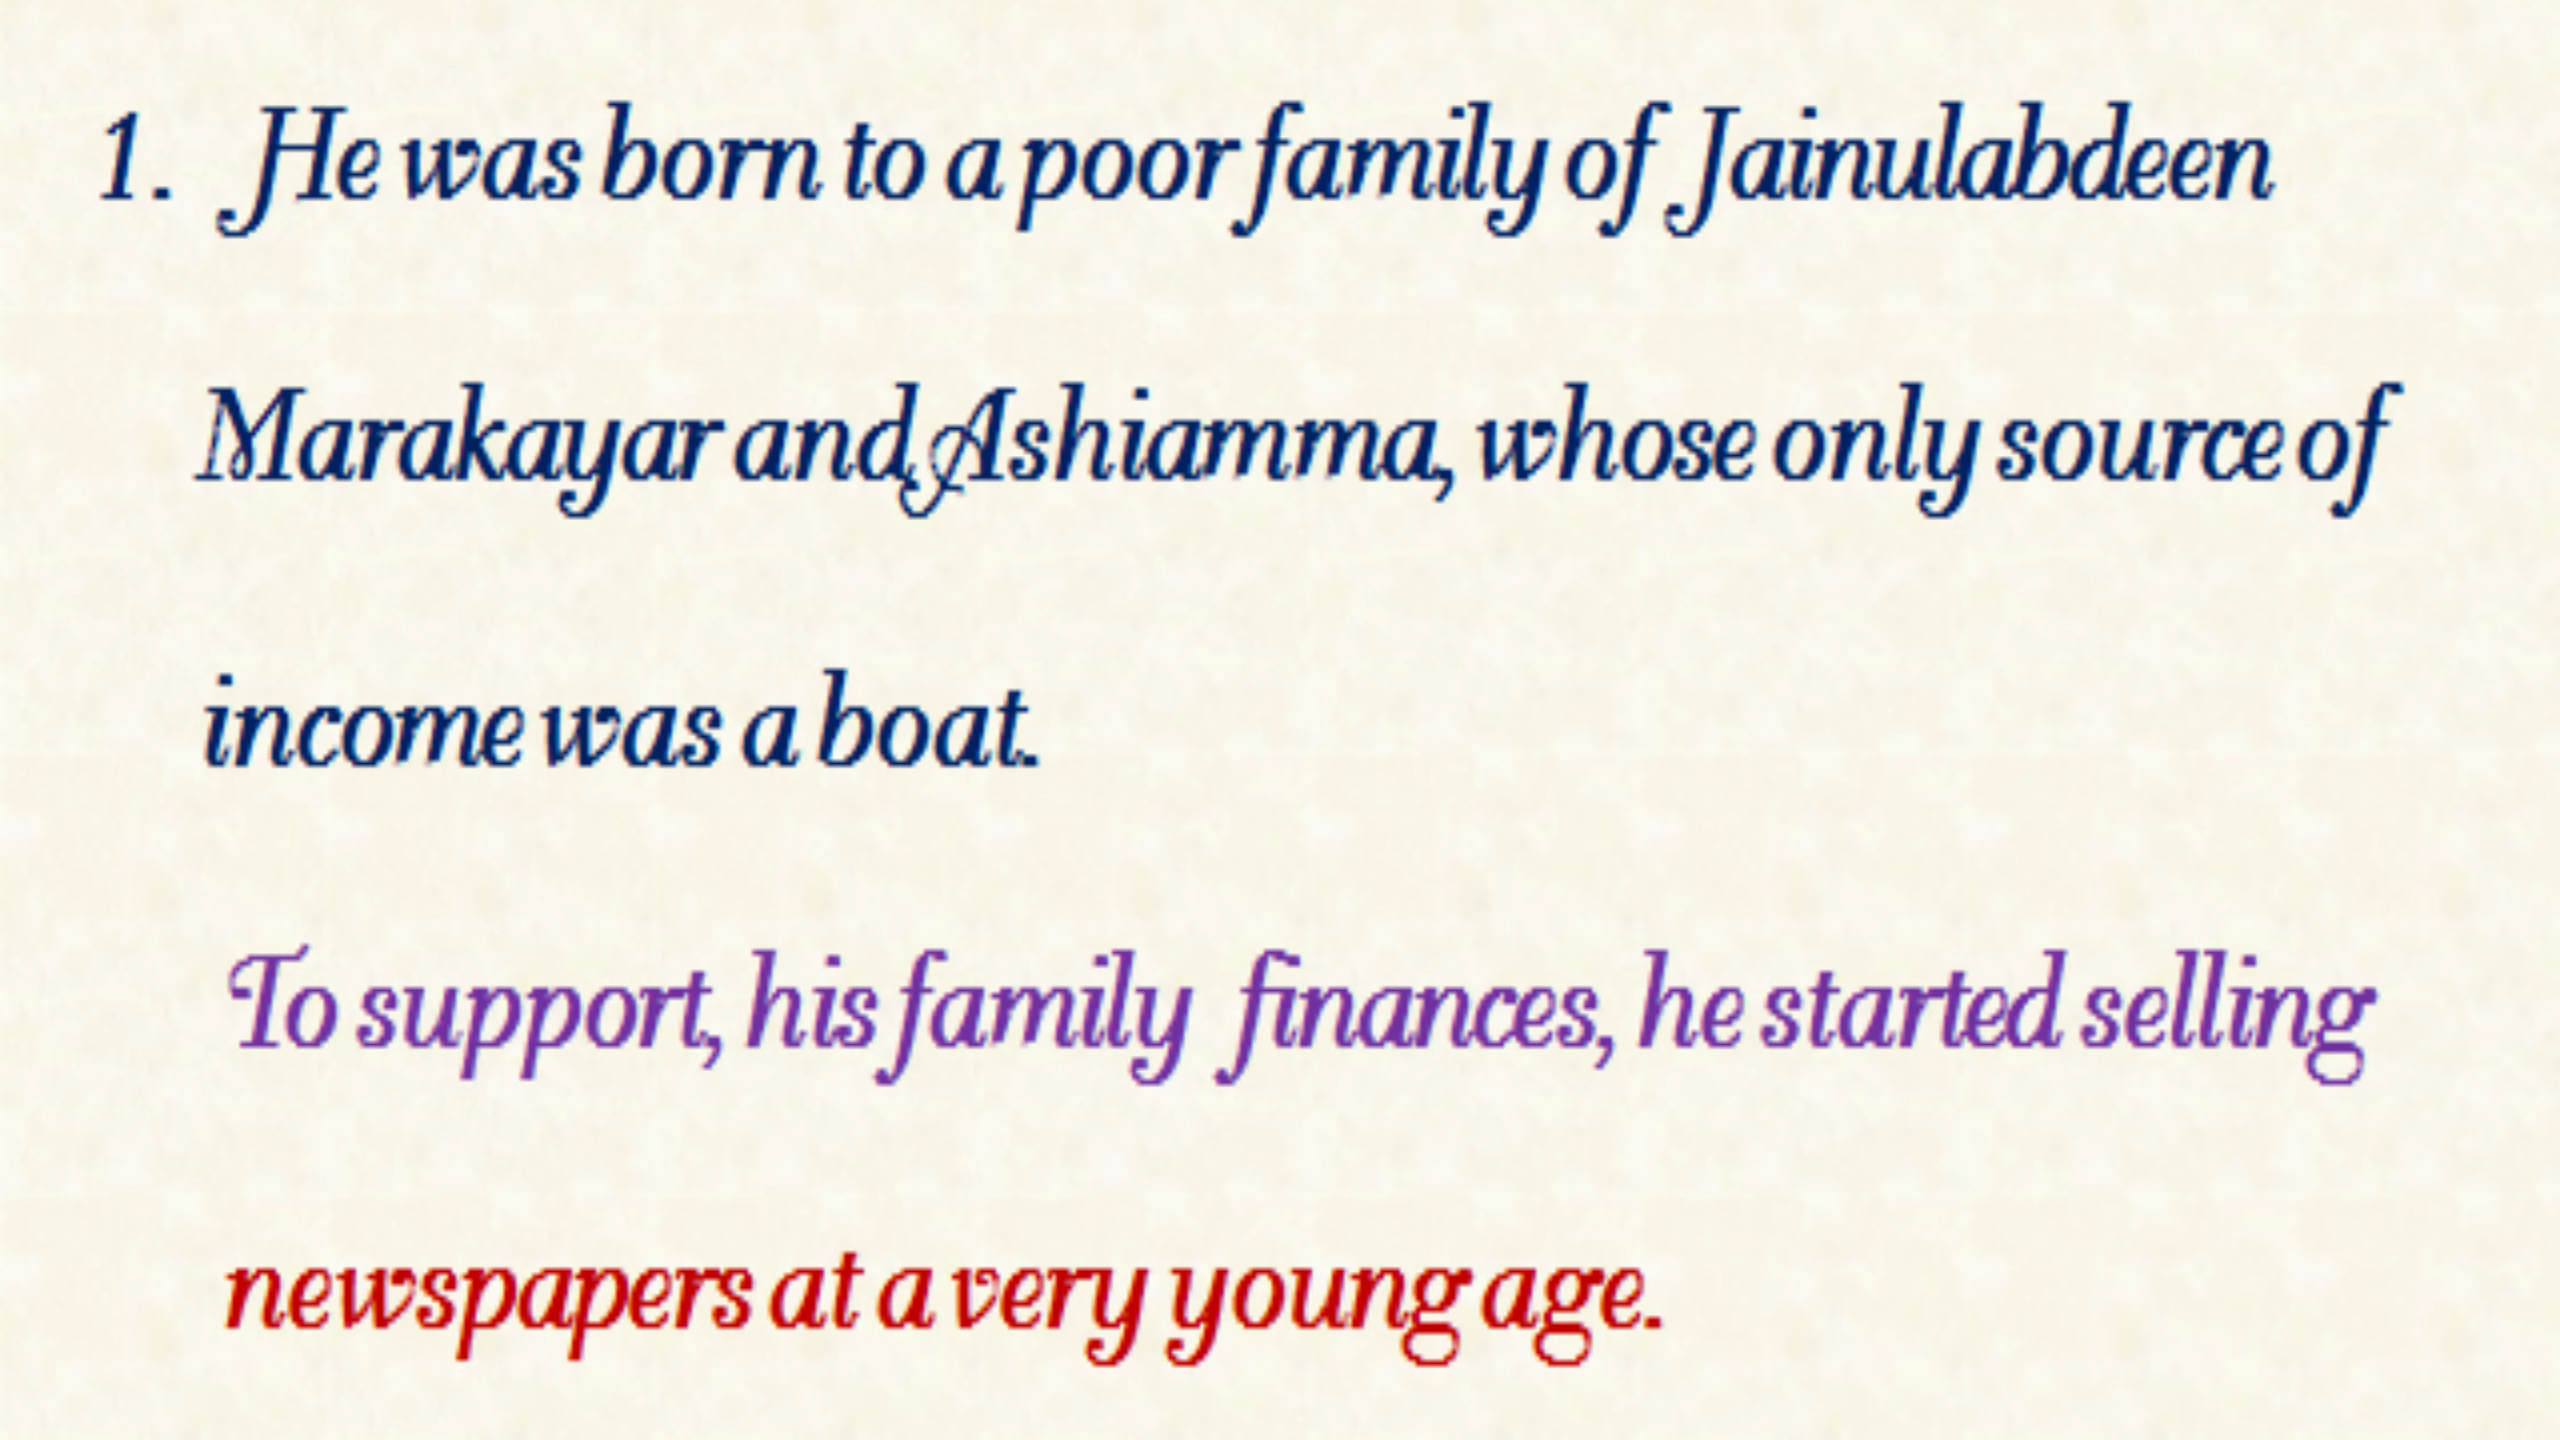 1. He was born to a poor family of Jainulabdeen
Marakayar and Ashiamma, whose only source of
income was a boat.
To support, his family finances, he started selling
newspapers at a very young age.